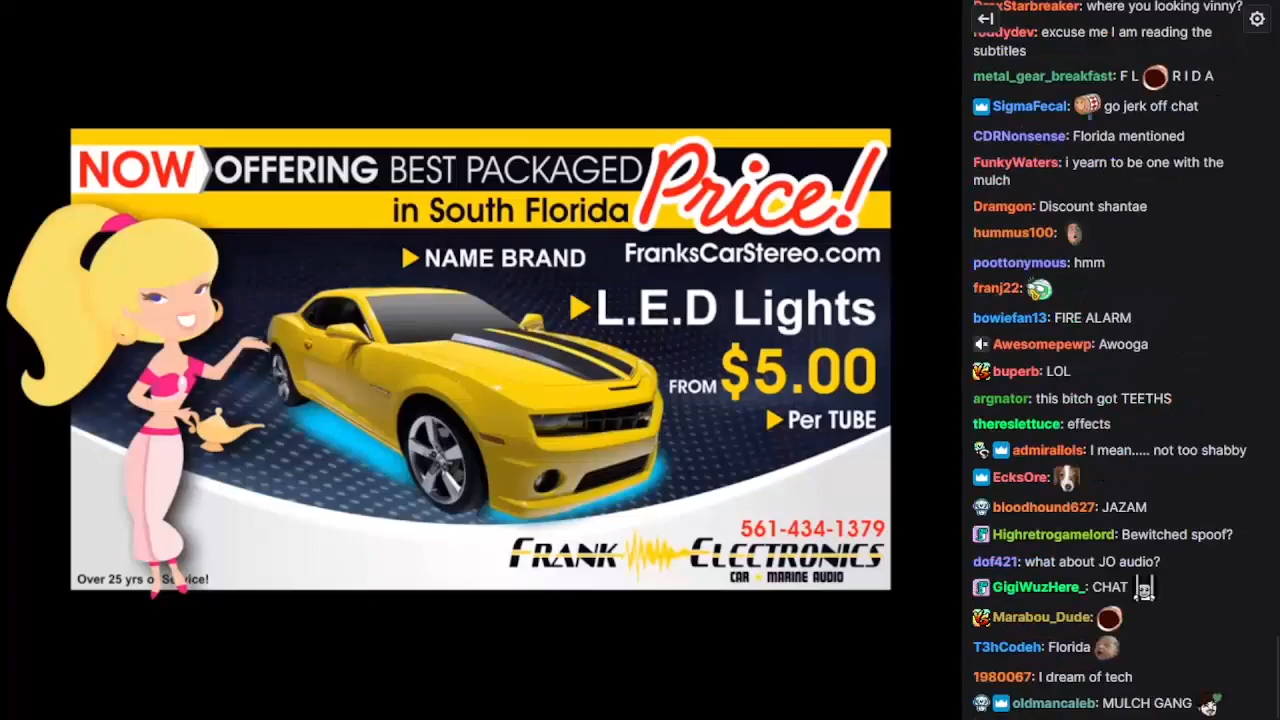 NOW OFFERING BEST PACKAGED Price!
in South Florida
NAME BRAND
FranksCarStereo.com
L.E.D Lights
FROM $5.00
Per TUBE
561-434-1379
FRANK ELECTRONICS
CAR MARINE AUDIO
Over 25 yrs of Service!
where you looking vinny?
roddydev: excuse me I am reading the
subtitles
metal_gear_breakfast: F L R I D A
SigmaFecal: go jerk off chat
CDRNonsense: Florida mentioned
FunkyWaters: i yearn to be one with the
mulch
Dramgon: Discount shantae
hummus100:
poottonymous: hmm
franj22:
bowiefan13: FIRE ALARM
Awesomepewp: Awooga
buperb: LOL
argnator: this bitch got TEETHS
thereslettuce: effects
admirallois: I mean..... not too shabby
EcksOre:
bloodhound627: JAZAM
Highretrogamelord: Bewitched spoof?
dof421: what about JO audio?
GigiWuzHere_: CHAT
Marabou_Dude:
T3hCodeh: Florida
1980067: I dream of tech
oldmancaleb: MULCH GANG